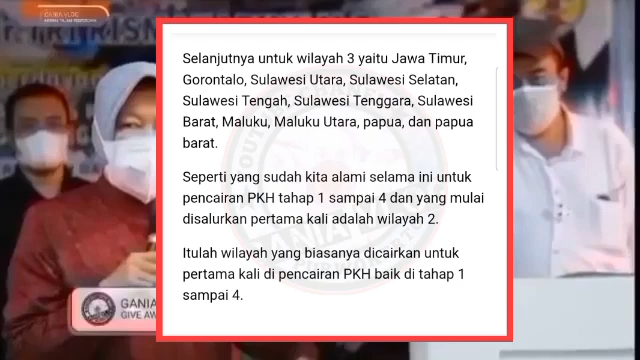 GANIA VLOG
Selanjutnya untuk wilayah 3 yaitu Jawa Timur,
Gorontalo, Sulawesi Utara, Sulawesi Selatan,
Sulawesi Tengah, Sulawesi Tenggara, Sulawesi
Barat, Maluku, Maluku Utara, papua, dan papua
barat.
Seperti yang sudah kita alami selama ini untuk
pencairan PKH tahap 1 sampai 4 dan yang mulai
disalurkan pertama kali adalah wilayah 2.
Itulah wilayah yang biasanya dicairkan untuk
pertama kali di pencairan PKH baik di tahap 1
sampai 4.
GANIA
GIVE AW